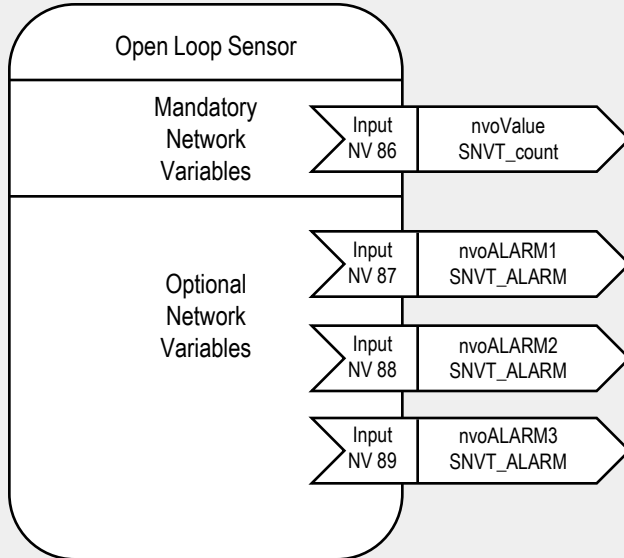 Open Loop Sensor
Mandatory
Network
Variables
Input
NV 86
nvoValue
SNVT_count
Optional
Network
Variables
Input
NV 87
nvoALARM1
SNVT_ALARM
Input
NV 88
nvoALARM2
SNVT_ALARM
Input
NV 89
nvoALARM3
SNVT_ALARM